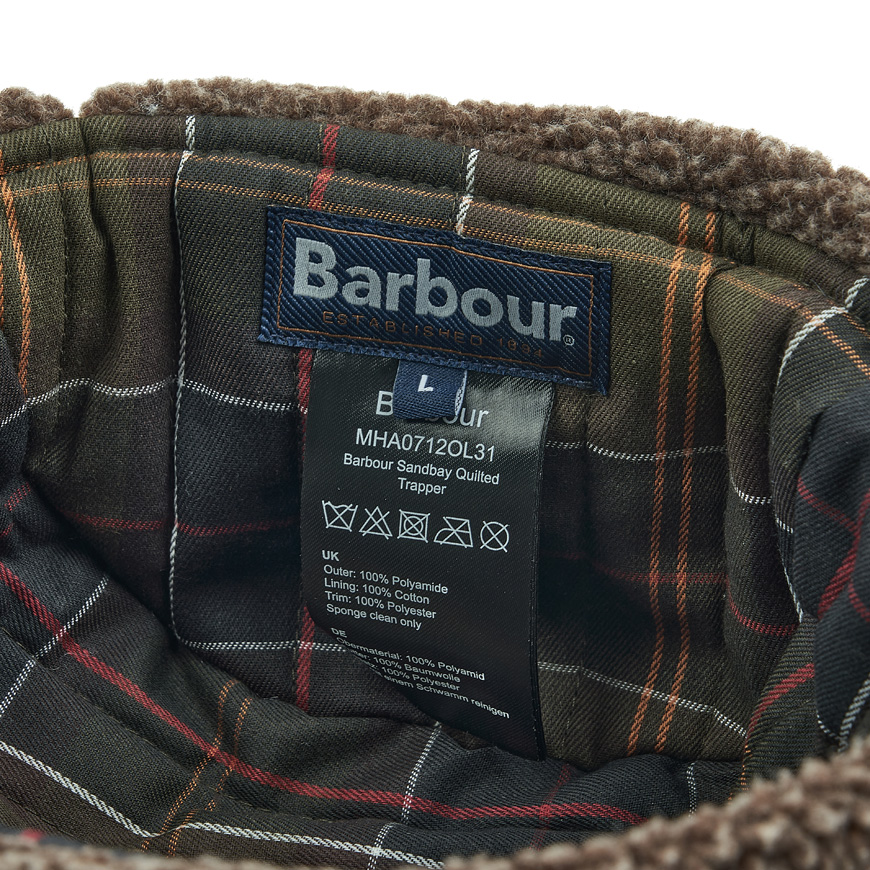 Barbour
ESTABLISHED 1894
®
L
MHA0712OL31
Barbour Sandbay Quilted
Trapper
UK
Outer: 100% Polyamide
Lining: 100% Cotton
Trim: 100% Polyester
Sponge clean only
DE
100% Polyamid
100% Baumwolle
100% Polyester
einem Schwamm reinigen